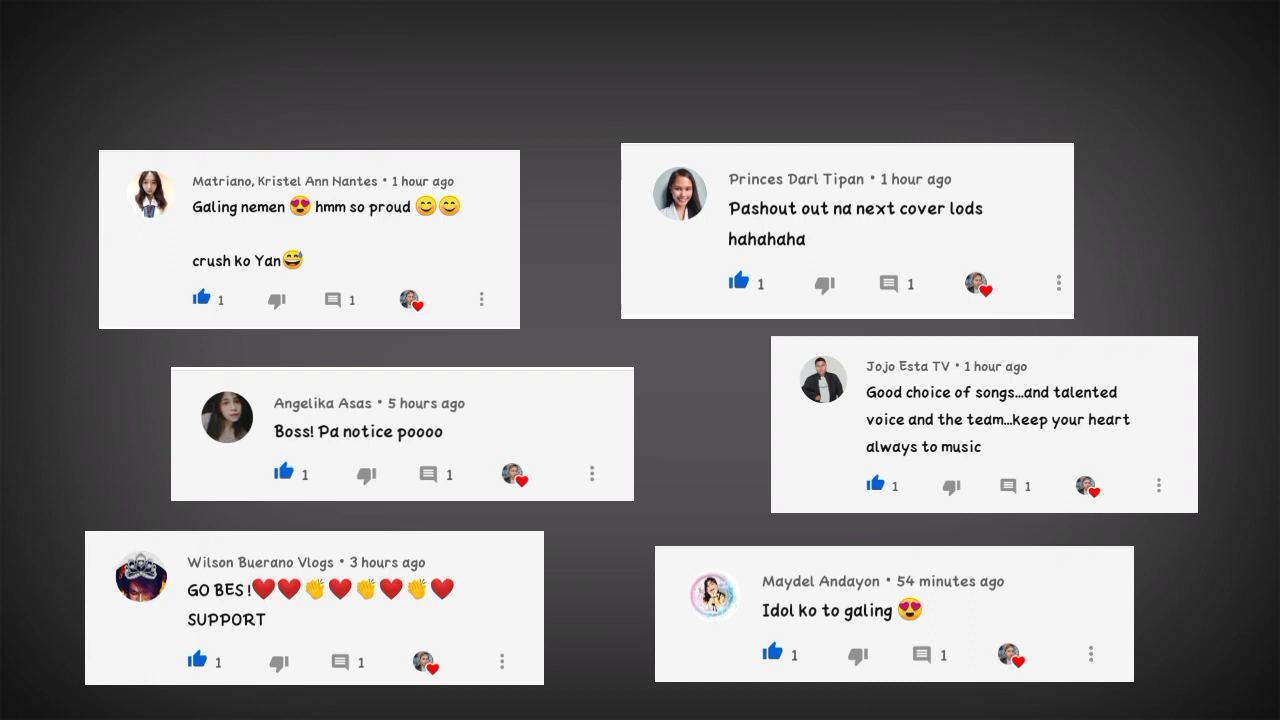 Matriano, Kristel Ann Nantes • 1 hour ago
Galing nemen 😍 hmm so proud 😊😊
crush ko Yan😅
1 1
Princes Darl Tipan • 1 hour ago
Pashout out na next cover lods
hahahaha
1 1
Angelika Asas • 5 hours ago
Boss! Pa notice poooo
1 1
Jojo Esta TV • 1 hour ago
Good choice of songs...and talented
voice and the team...keep your heart
always to music
1 1
Wilson Buerano Vlogs • 3 hours ago
GO BES !❤️❤️👏❤️👏❤️👏❤️
SUPPORT
1 1
Maydel Andayon • 54 minutes ago
Idol ko to galing 😍
1 1